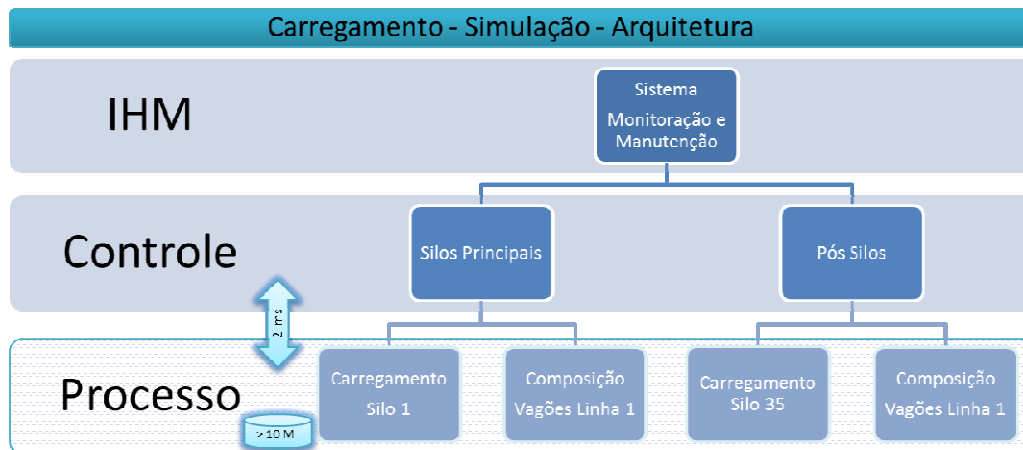 Carregamento - Simulação - Arquitetura
IHM
Sistema
Monitoração e
Manutenção
Controle
Silos Principais
Pós Silos
2 ms
Processo
Carregamento
Silo 1
Composição
Vagões Linha 1
Carregamento
Silo 35
Composição
Vagões Linha 1
> 10 M